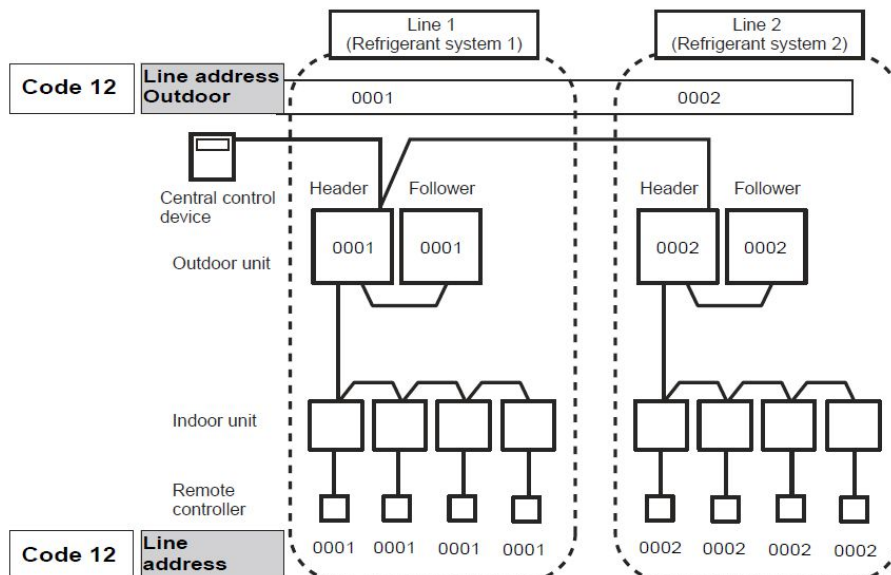 Line 1
(Refrigerant system 1)
Line 2
(Refrigerant system 2)
Code 12
Line address
Outdoor
0001
0002
Central control
device
Header
Follower
Header
Follower
Outdoor unit
0001
0001
0002
0002
Indoor unit
Remote
controller
Code 12
Line
address
0001 0001 0001 0001
0002 0002 0002 0002